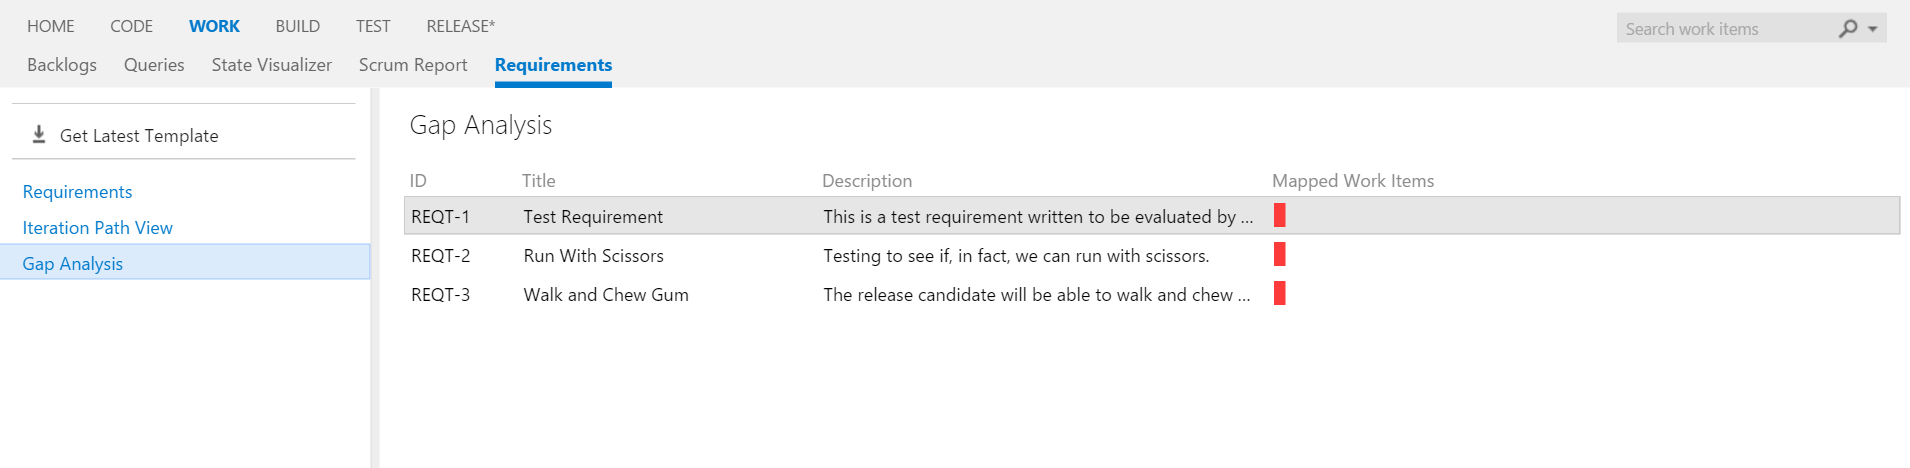 HOME CODE WORK BUILD TEST RELEASE*
Search work items
Backlogs Queries State Visualizer Scrum Report Requirements
Get Latest Template
Requirements
Iteration Path View
Gap Analysis
Gap Analysis
ID Title Description Mapped Work Items
REQT-1 Test Requirement This is a test requirement written to be evaluated by ...
REQT-2 Run With Scissors Testing to see if, in fact, we can run with scissors.
REQT-3 Walk and Chew Gum The release candidate will be able to walk and chew ...